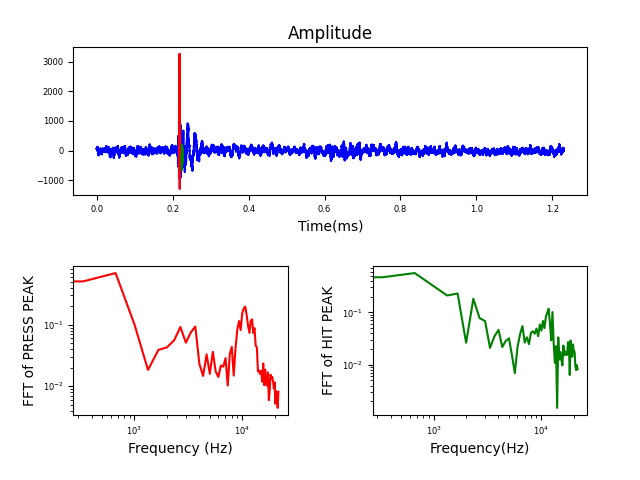 Amplitude
3000
2000
1000
0
−1000
0.0 0.2 0.4 0.6 0.8 1.0 1.2
Time(ms)
FFT of PRESS PEAK
10⁻¹
10⁻²
10³ 10⁴
Frequency (Hz)
FFT of HIT PEAK
10⁻¹
10⁻²
10³ 10⁴
Frequency(Hz)